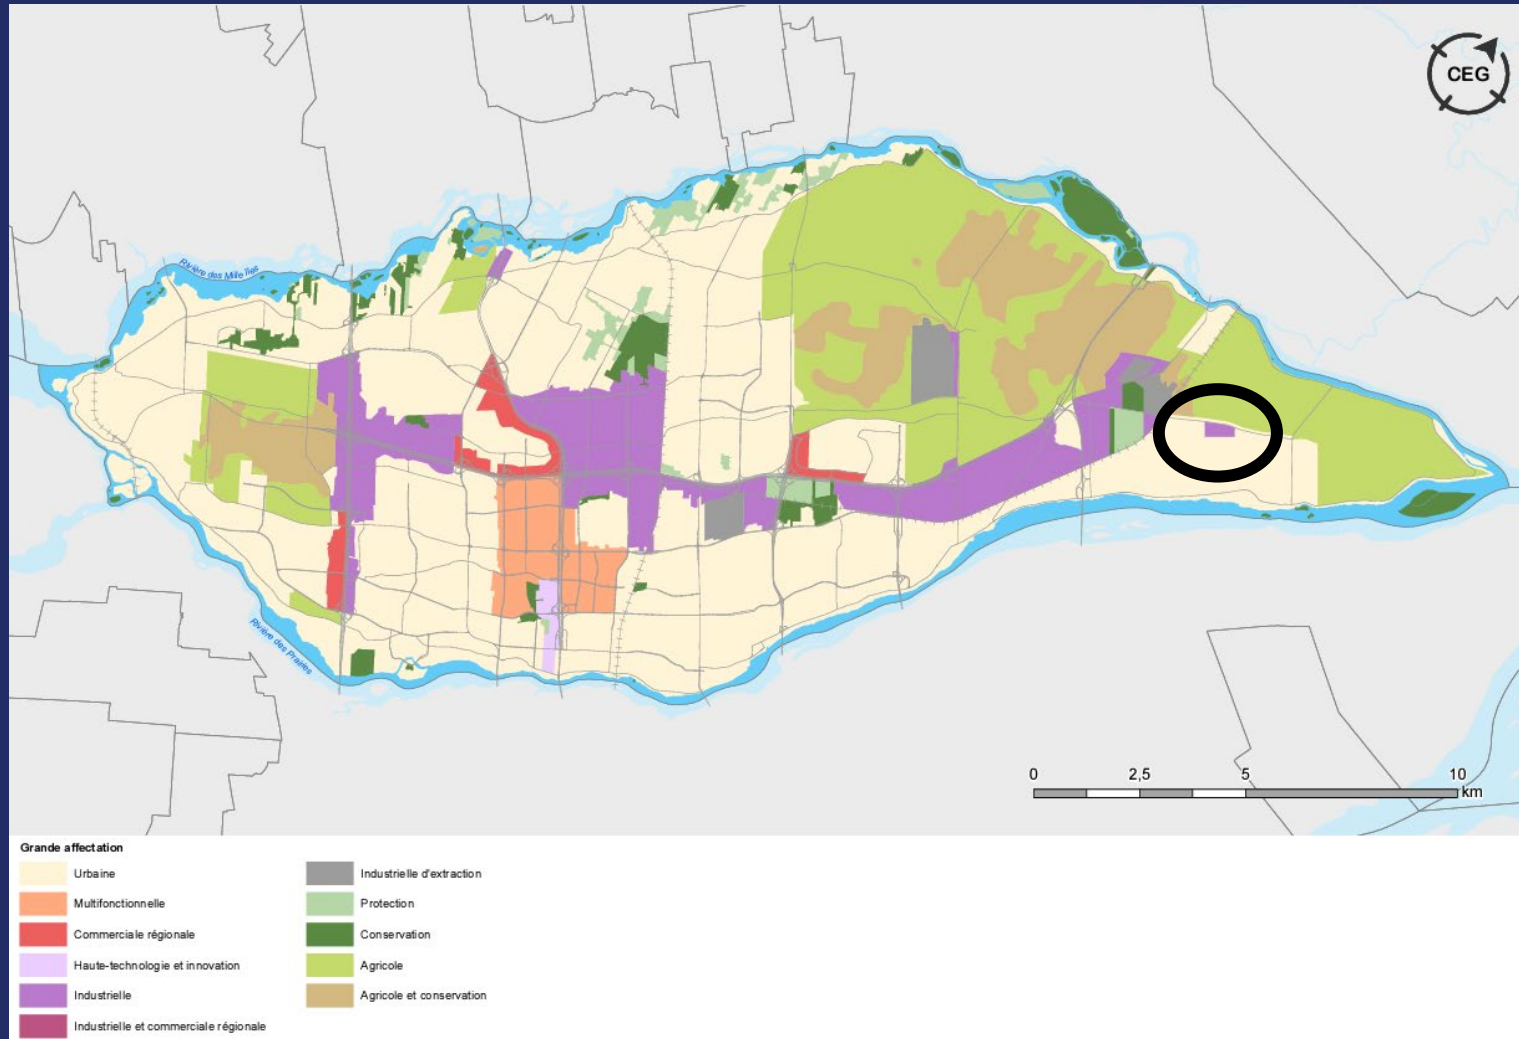 CEG
Rivière des Mille Îles
Rivière des Prairies
0 2,5 5 10
km
Grande affectation
Urbaine
Multifonctionnelle
Commerciale régionale
Haute-technologie et innovation
Industrielle
Industrielle et commerciale régionale
Industrielle d'extraction
Protection
Conservation
Agricole
Agricole et conservation